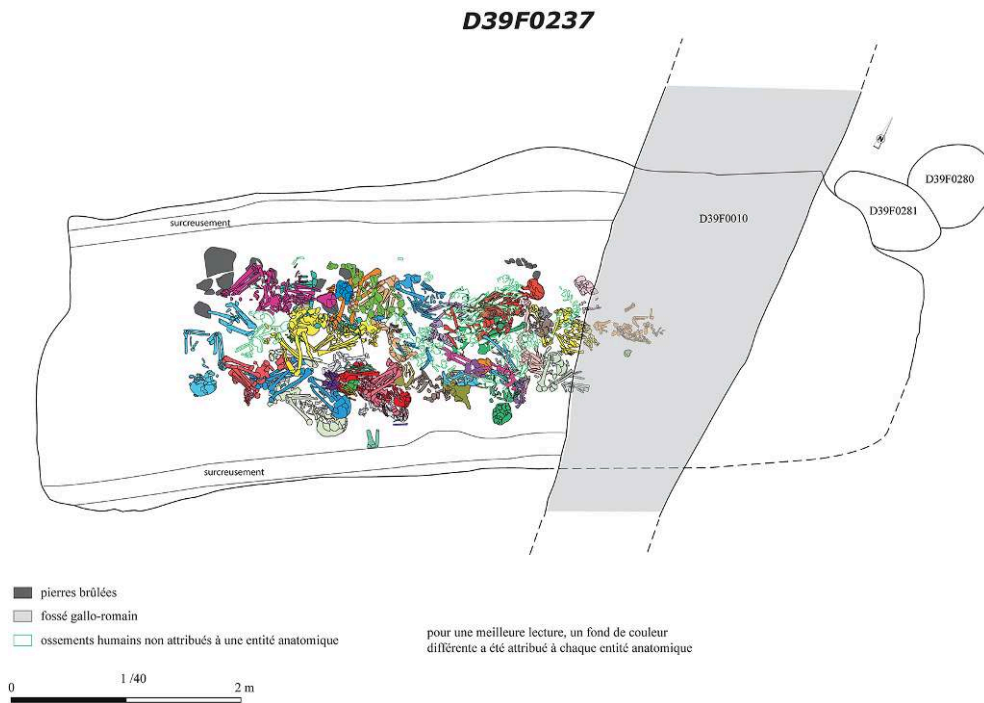 D39F0237
D39F0280
D39F0281
D39F0010
surcreusement
N
surcreusement
pierres brûlées
fossé gallo-romain
ossements humains non attribués à une entité anatomique
pour une meilleure lecture, un fond de couleur
différente a été attribué à chaque entité anatomique
1 /40
0 2 m